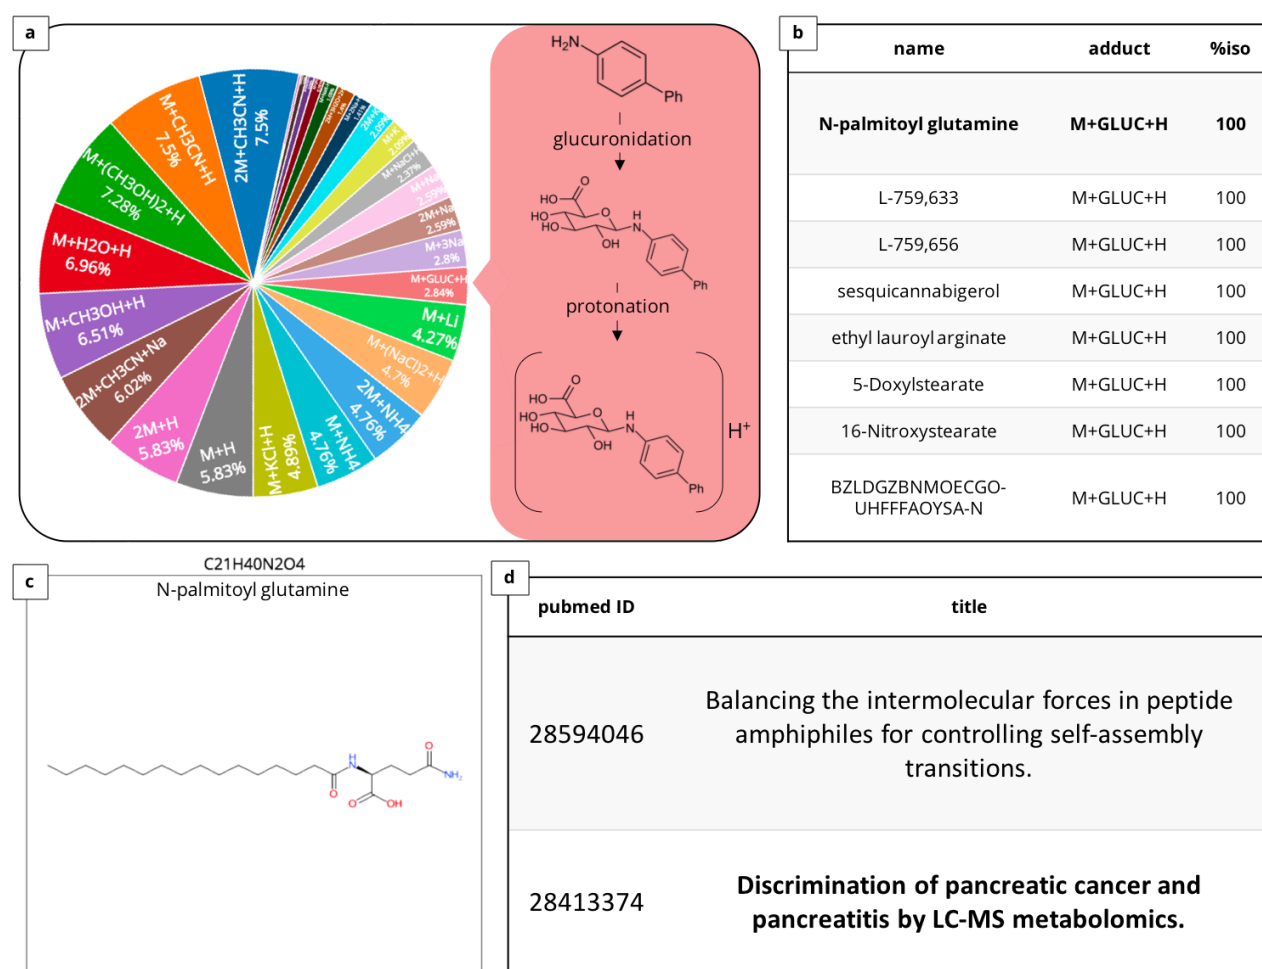 a
M+CH3CN+H
7.5%
2M+CH3CN+H
7.5%
M+(CH3OH)2+H
7.28%
M+H2O+H
6.96%
M+CH3OH+H
6.51%
2M+CH3CN+Na
6.02%
2M+H
5.83%
M+H
5.83%
M+KCl+H
4.89%
M+NH4
4.76%
2M+NH4
4.76%
M+(NaCl)2+H
4.7%
M+Li
4.27%
M+GLUC+H
2.84%
M+3Na
2.8%
2M+Na
2.59%
M+Na
2.59%
M+NaCl+H
2.37%
M+K
2.09%
2M+K
2.09%
H2N
Ph
glucuronidation
O
HO
HO
HO
O
OH
H
N
Ph
protonation
O
HO
HO
HO
O
OH
H
N
Ph
H+
b
name adduct %iso
N-palmitoyl glutamine M+GLUC+H 100
L-759,633 M+GLUC+H 100
L-759,656 M+GLUC+H 100
sesquicannabigerol M+GLUC+H 100
ethyl lauroyl arginate M+GLUC+H 100
5-Doxylstearate M+GLUC+H 100
16-Nitroxystearate M+GLUC+H 100
BZLDGZBNMOECGO-
UHFFFAOYSA-N M+GLUC+H 100
c
C21H40N2O4
N-palmitoyl glutamine
O
H
N
O
NH2
O
OH
d
pubmed ID title
28594046 Balancing the intermolecular forces in peptide
amphiphiles for controlling self-assembly
transitions.
28413374 Discrimination of pancreatic cancer and
pancreatitis by LC-MS metabolomics.